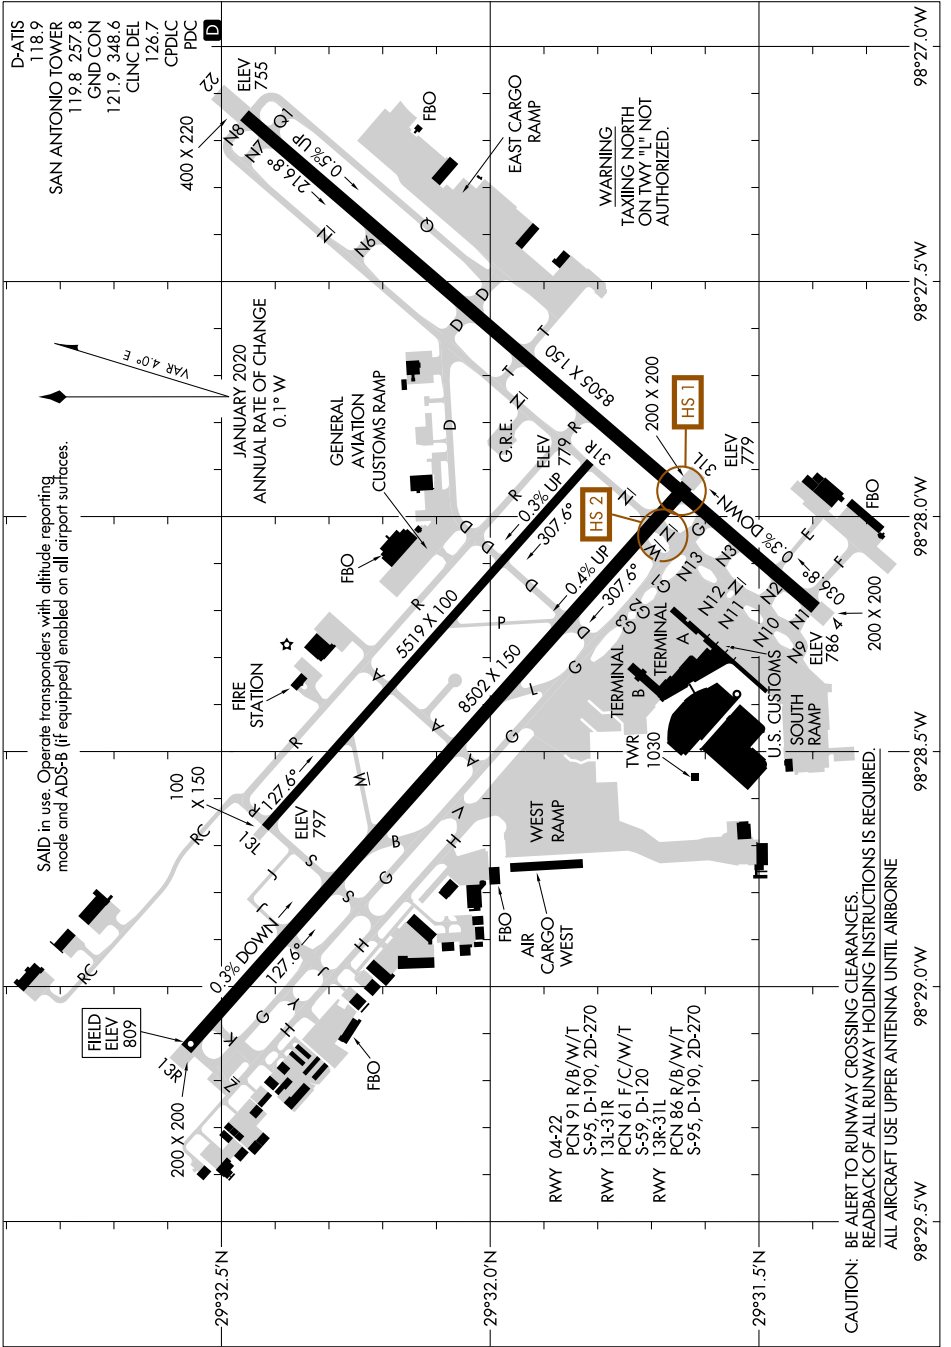 D-ATIS
118.9
SAN ANTONIO TOWER
119.8 257.8
GND CON
121.9 348.6
CLNC DEL
126.7
CPDLC
PDC
D
SAID in use. Operate transponders with altitude reporting
mode and ADS-B (if equipped) enabled on all airport surfaces.
VAR 4.0° E
JANUARY 2020
ANNUAL RATE OF CHANGE
0.1° W
22
ELEV
755
400 X 220
N8
N7
Q1
216.8°
0.5% UP
N
N6
Q
FBO
EAST CARGO
RAMP
WARNING
TAXIING NORTH
ON TWY "L" NOT
AUTHORIZED.
GENERAL
AVIATION
CUSTOMS RAMP
FBO
FIRE
STATION
D
D
D
T
T
8505 X 150
G.R.E.
N
R
R
D
D
R
ELEV
779
31R
0.3% UP
307.6°
200 X 200
HS 1
HS 2
31L
ELEV
779
N
N
W
G
0.4% UP
307.6°
D
D
P
R
A
5519 X 100
8502 X 150
A
A
G
L
G
R
127.6°
R
13L
100
X 150
ELEV
797
W
RC
RC
J
S
J
S
B
G
H
V
H
J
Y
H
G
K
Z
0.3% DOWN
127.6°
FIELD
ELEV
809
13R
200 X 200
FBO
FBO
AIR
CARGO
WEST
WEST
RAMP
TWR
1030
TERMINAL
B
TERMINAL
A
U.S. CUSTOMS
SOUTH
RAMP
G1
G2
G3
N13
N3
N12
N11
N
N2
N10
N9
N1
0.3% DOWN
036.8°
E
F
FBO
ELEV
786
4
200 X 200
RWY 04-22
PCN 91 R/B/W/T
S-95, D-190, 2D-270
RWY 13L-31R
PCN 61 F/C/W/T
S-59, D-120
RWY 13R-31L
PCN 86 R/B/W/T
S-95, D-190, 2D-270
CAUTION: BE ALERT TO RUNWAY CROSSING CLEARANCES.
READBACK OF ALL RUNWAY HOLDING INSTRUCTIONS IS REQUIRED
ALL AIRCRAFT USE UPPER ANTENNA UNTIL AIRBORNE
29°32.5'N
29°32.0'N
29°31.5'N
98°29.5'W
98°29.0'W
98°28.5'W
98°28.0'W
98°27.5'W
98°27.0'W